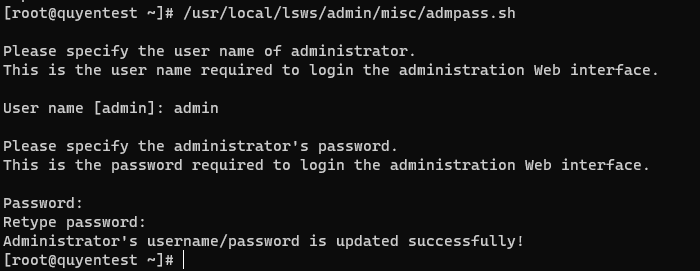 [root@quyentest ~]# /usr/local/lsws/admin/misc/admpass.sh
Please specify the user name of administrator.
This is the user name required to login the administration Web interface.
User name [admin]: admin
Please specify the administrator's password.
This is the password required to login the administration Web interface.
Password:
Retype password:
Administrator's username/password is updated successfully!
[root@quyentest ~]#